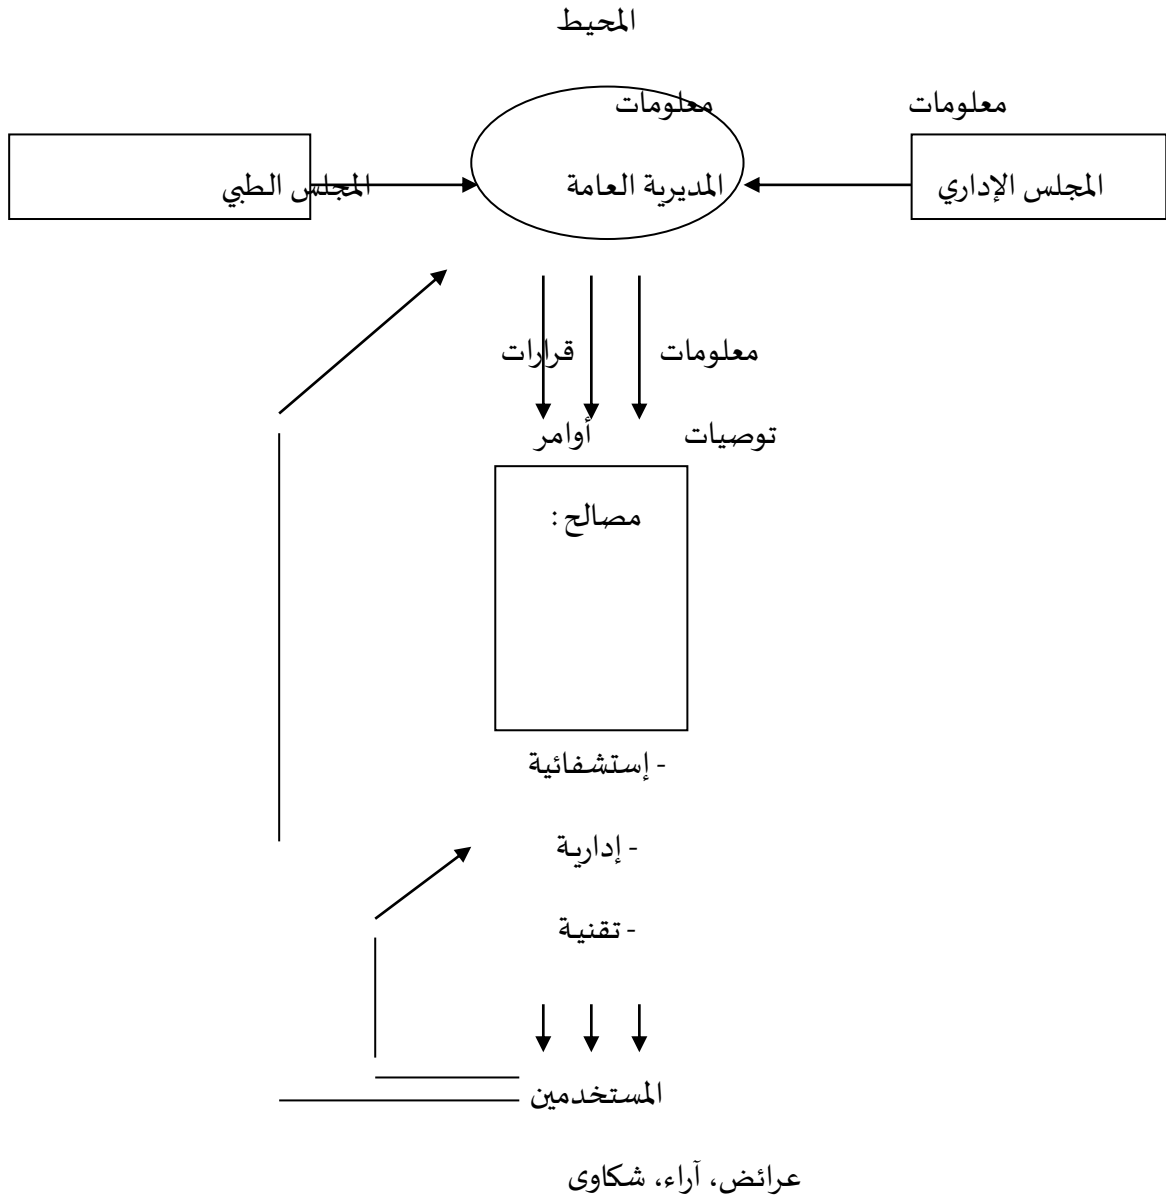 المحيط
معلومات معلومات
المجلس الإداري المديرية العامة المجلس الطبي
معلومات قرارات
توصيات أوامر
مصالح :
- إستشفائية
- إدارية
- تقنية
المستخدمين
عرائض، آراء، شكاوى